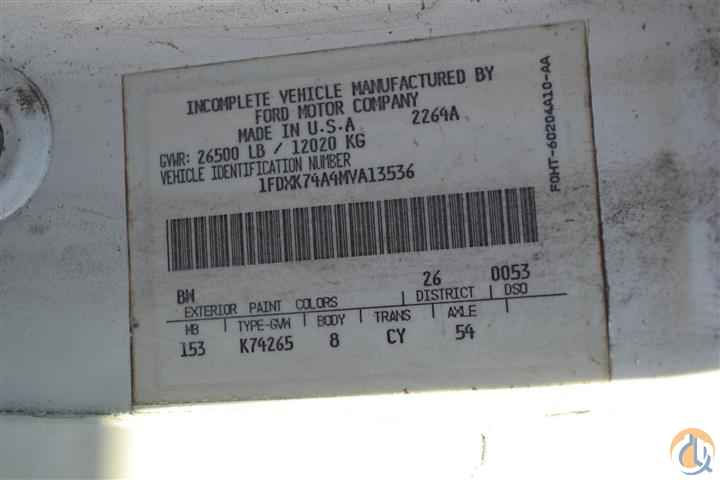 INCOMPLETE VEHICLE MANUFACTURED BY
FORD MOTOR COMPANY
MADE IN U.S.A 2264A
GVWR: 26500 LB / 12020 KG
VEHICLE IDENTIFICATION NUMBER
1FDXK74A4MVA13536
F0HT-60204A10-AA
BW 26 0053
EXTERIOR PAINT COLORS DISTRICT DSO
WB TYPE-GVW BODY TRANS AXLE
153 K74265 8 CY 54